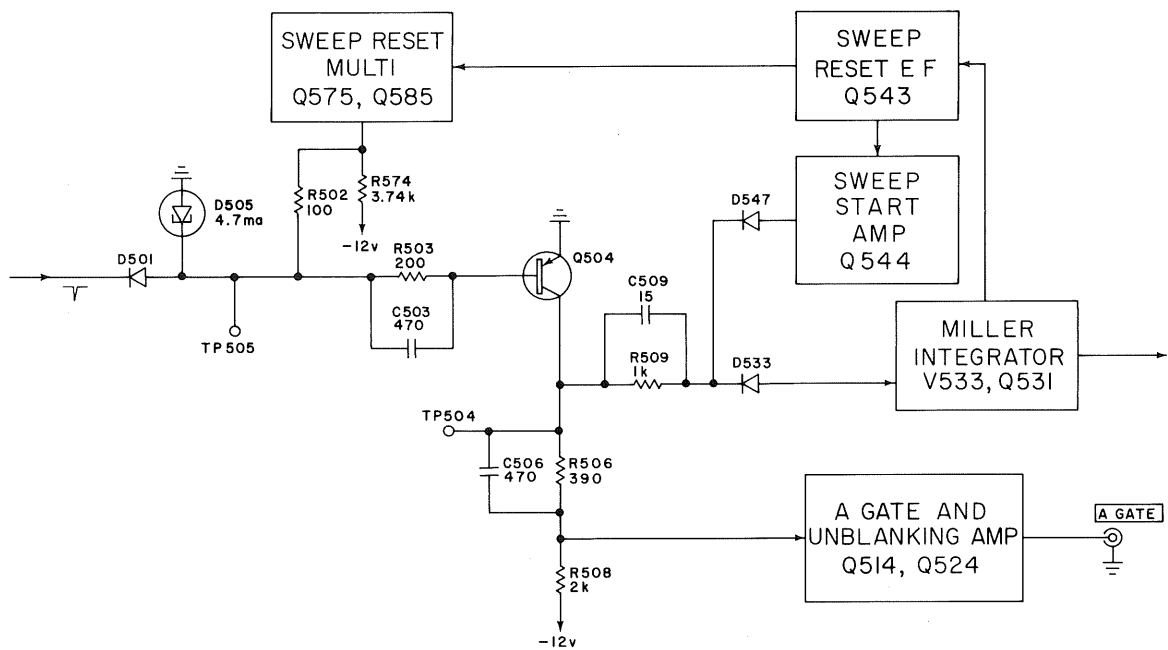 SWEEP RESET
MULTI
Q575, Q585
SWEEP
RESET E F
Q543
R502
100
R574
3.74k
-12v
D505
4.7ma
D501
TP505
R503
200
C503
470
Q504
D547
SWEEP
START
AMP
Q544
C509
15
R509
1k
D533
MILLER
INTEGRATOR
V533, Q531
TP504
C506
470
R506
390
R508
2k
-12v
A GATE AND
UNBLANKING AMP
Q514, Q524
A GATE